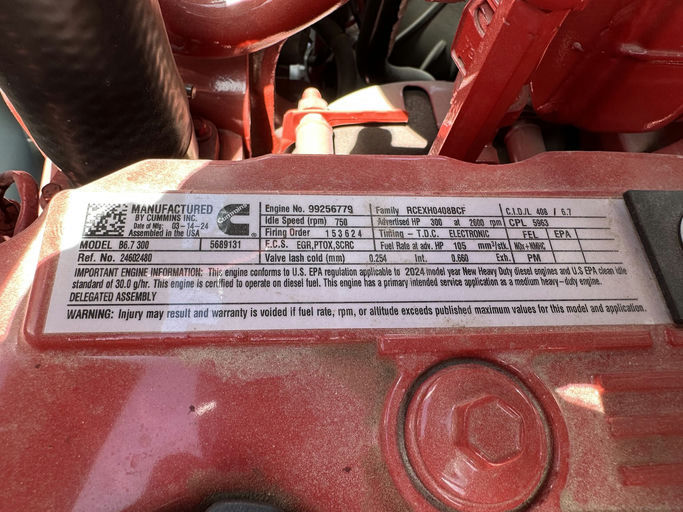 MANUFACTURED
BY CUMMINS INC.
Date of Mfg: 03-14-24
Assembled in the USA
Cummins
MODEL B6.7 300 5689131
Ref. No. 24602480
Engine No. 99256779
Idle Speed (rpm) 750
Firing Order 1 5 3 6 2 4
E.C.S. EGR,PTOX,SCRC
Valve lash cold (mm) 0.254 Int. 0.660 Exh.
Family RCEXH0408BCF
Advertised HP 300 at 2600 rpm
Timing - T.D.C. ELECTRONIC
Fuel Rate at adv. HP 105 mm³/stk.
C.I.D./L 408 / 6.7
CPL 5963
FEL EPA
NOx+NMHC
PM
IMPORTANT ENGINE INFORMATION: This engine conforms to U.S. EPA regulation applicable to 2024 model year New Heavy Duty diesel engines and U.S EPA clean idle
standard of 30.0 g/hr. This engine is certified to operate on diesel fuel. This engine has a primary intended service application as a medium heavy-duty engine.
DELEGATED ASSEMBLY
WARNING: Injury may result and warranty is voided if fuel rate, rpm, or altitude exceeds published maximum values for this model and application.